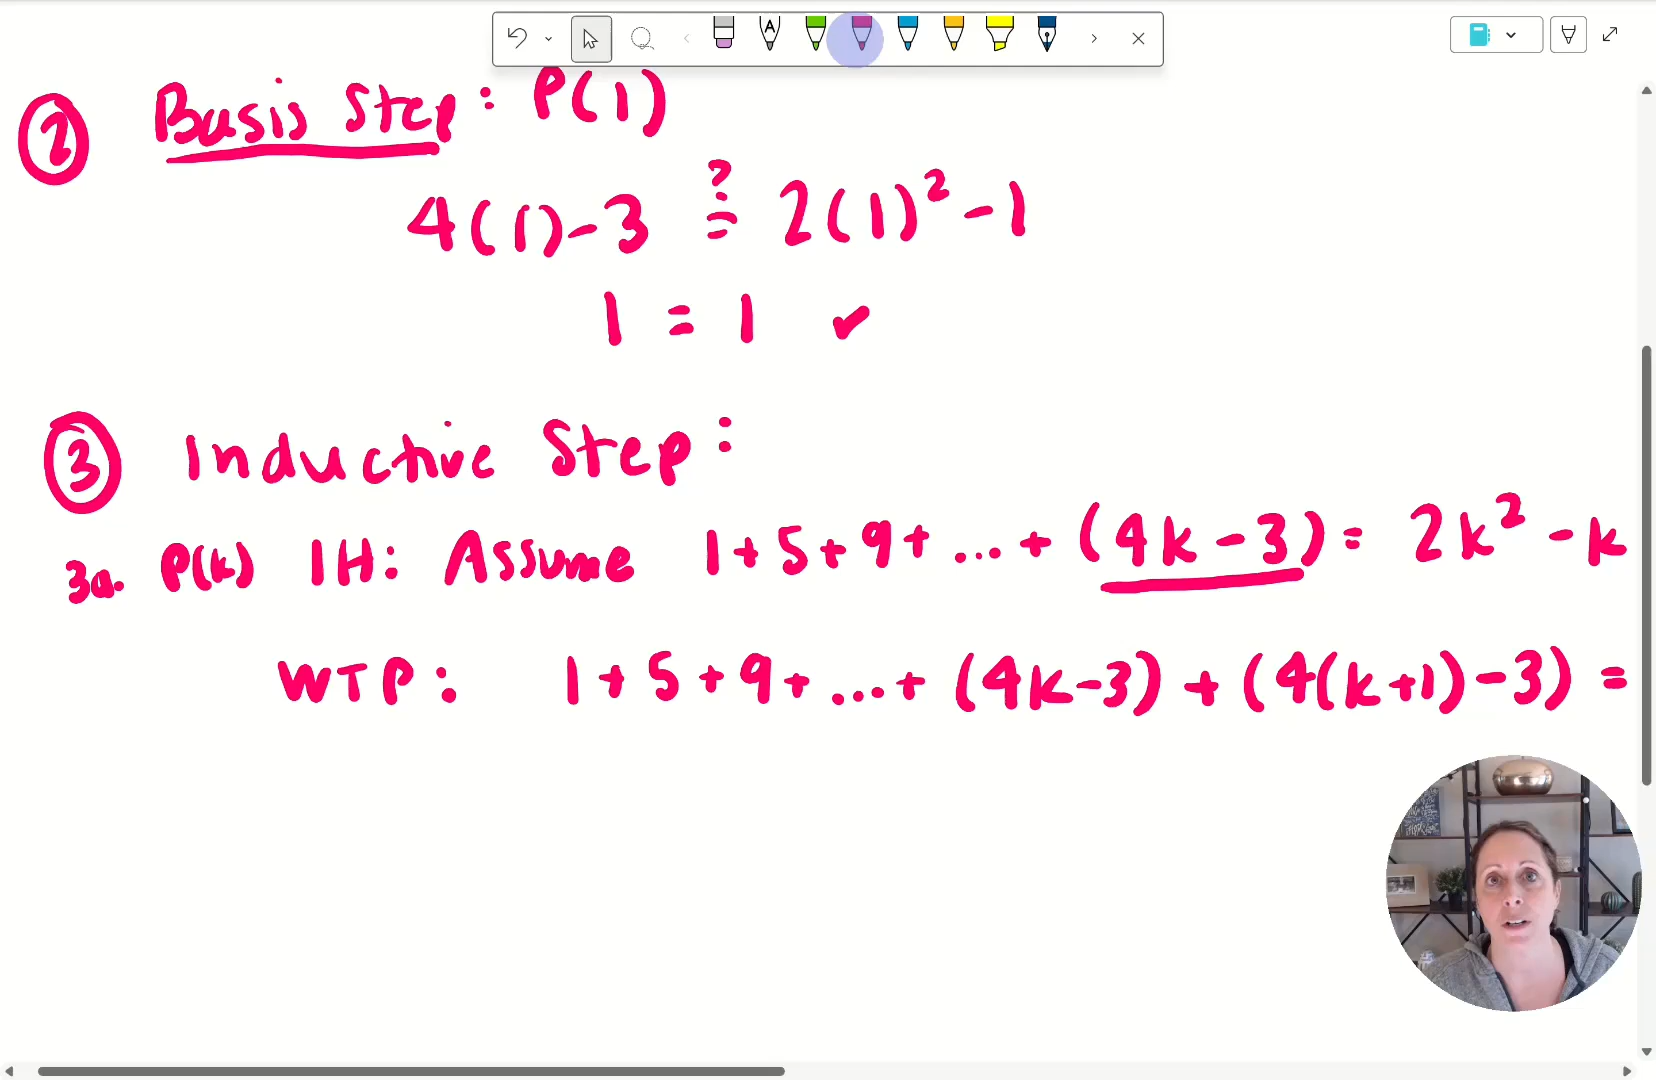 A
② Basis Step: P(1)
4(1)-3 ?= 2(1)² - 1
1 = 1 ✓
③ Inductive Step:
3a. P(k) IH: Assume 1+5+9+...+(4k-3) = 2k² - k
WTP: 1+5+9+...+(4k-3)+(4(k+1)-3) =